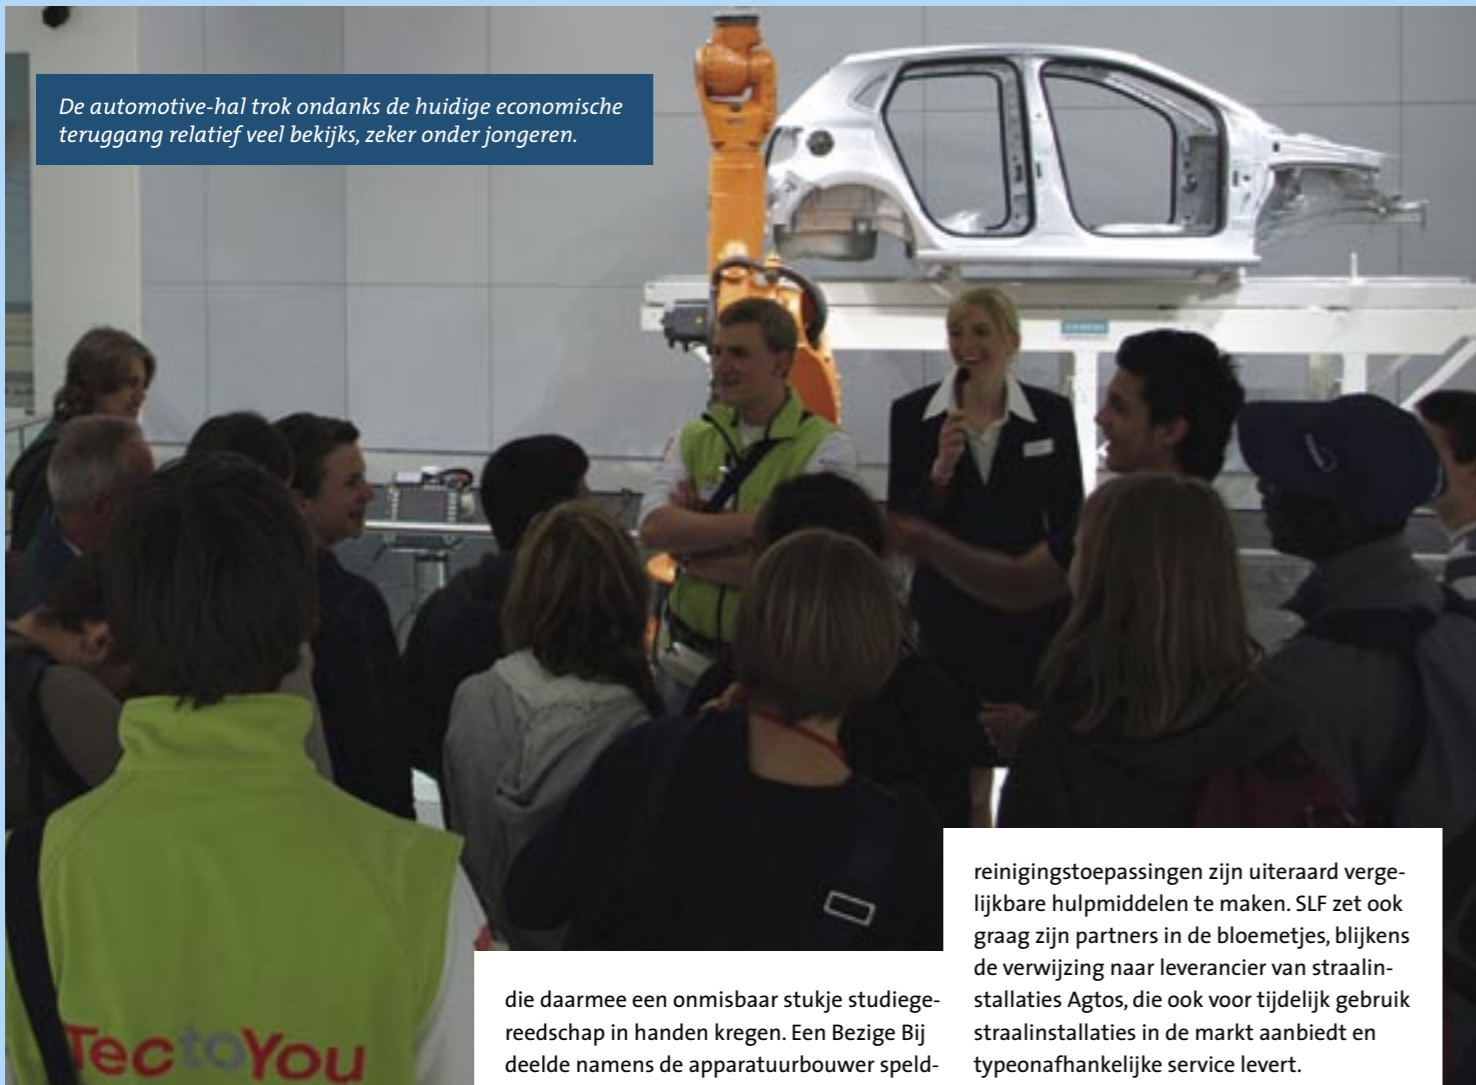 De automotive-hal trok ondanks de huidige economische
teruggang relatief veel bekijks, zeker onder jongeren.
SIEMENS
TectoYou
die daarmee een onmisbaar stukje studiege-
reedschap in handen kregen. Een Bezige Bij
deelde namens de apparatuurbouwer speld-
reinigingstoepassingen zijn uiteraard verge-
lijkbare hulpmiddelen te maken. SLF zet ook
graag zijn partners in de bloemetjes, blijkens
de verwijzing naar leverancier van straalin-
stallaties Agtos, die ook voor tijdelijk gebruik
straalinstallaties in de markt aanbiedt en
typeonafhankelijke service levert.